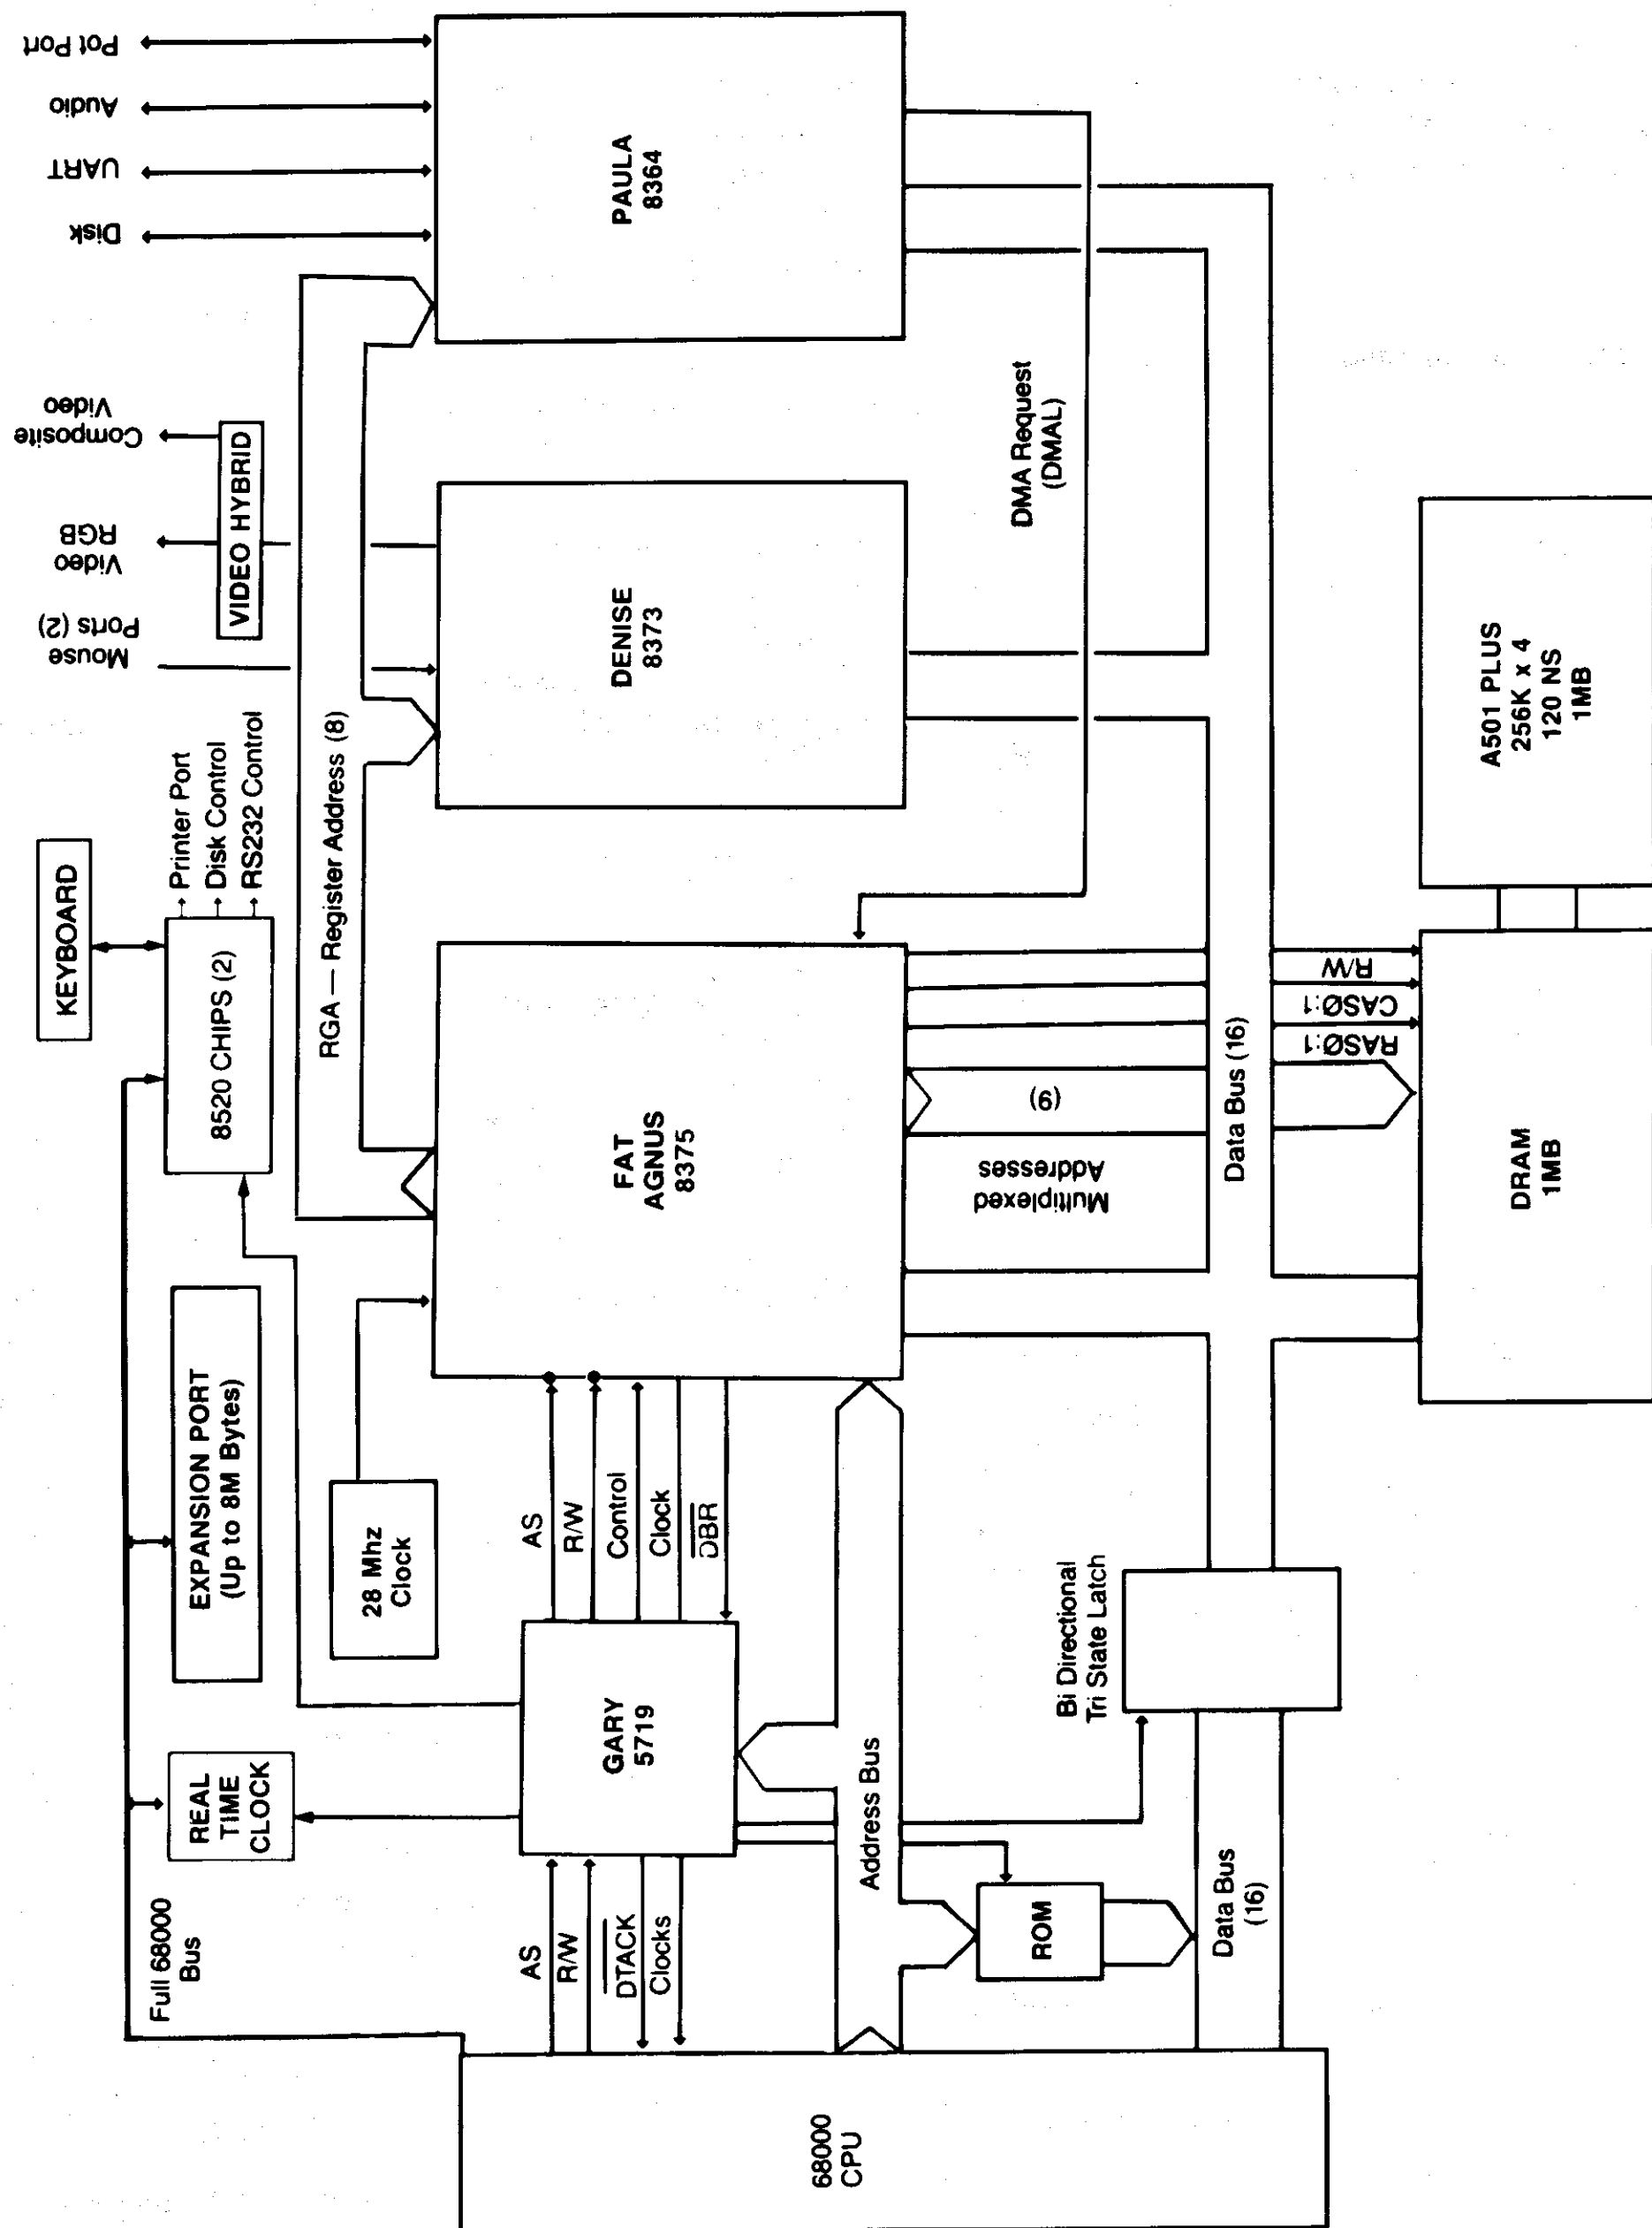 Full 68000
Bus
REAL
TIME
CLOCK
EXPANSION PORT
(Up to 8M Bytes)
KEYBOARD
8520 CHIPS (2)
Printer Port
Disk Control
RS232 Control
Mouse
Ports (2)
Video
RGB
VIDEO HYBRID
Composite
Video
Disk
UART
Audio
Pot Port
28 Mhz
Clock
RGA — Register Address (8)
68000
CPU
AS
R/W
DTACK
Clocks
GARY
5719
AS
R/W
Control
Clock
DBR
FAT
AGNUS
8375
DENISE
8373
PAULA
8364
Address Bus
ROM
Data Bus
(16)
Bi Directional
Tri State Latch
Multiplexed
Addresses
(9)
DMA Request
(DMAL)
Data Bus (16)
RASØ:1
CASØ:1
R/W
DRAM
1MB
A501 PLUS
256K x 4
120 NS
1MB